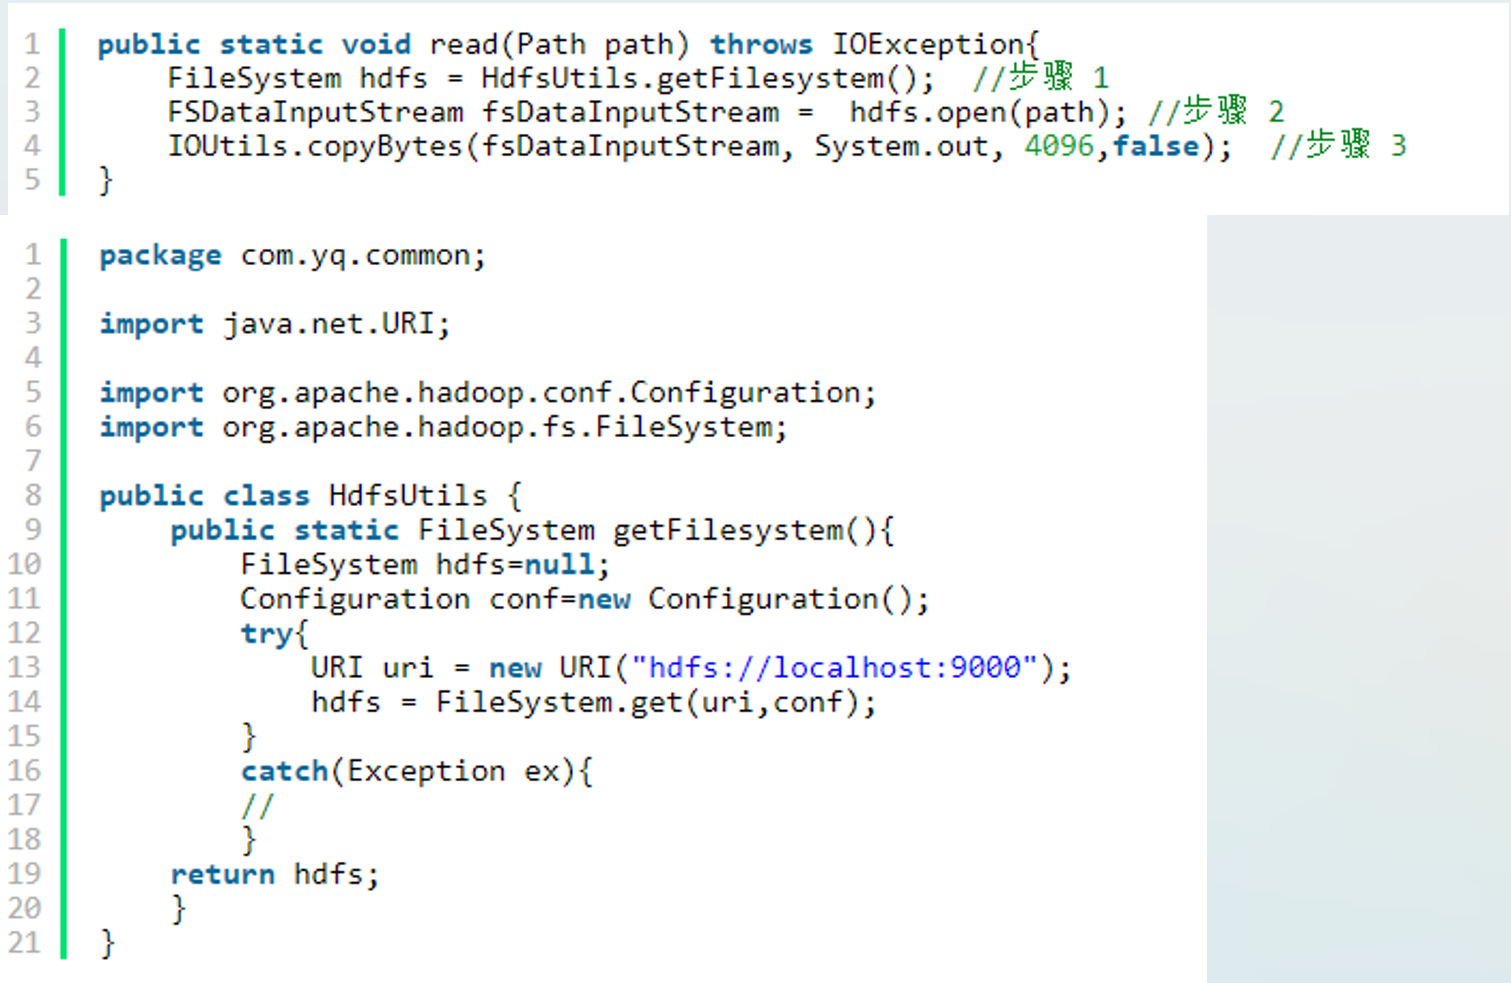 1 public static void read(Path path) throws IOException{
2 FileSystem hdfs = HdfsUtils.getFilesystem(); //步骤 1
3 FSDataInputStream fsDataInputStream = hdfs.open(path); //步骤 2
4 IOUtils.copyBytes(fsDataInputStream, System.out, 4096,false); //步骤 3
5 }
1 package com.yq.common;
2
3 import java.net.URI;
4
5 import org.apache.hadoop.conf.Configuration;
6 import org.apache.hadoop.fs.FileSystem;
7
8 public class HdfsUtils {
9 public static FileSystem getFilesystem(){
10 FileSystem hdfs=null;
11 Configuration conf=new Configuration();
12 try{
13 URI uri = new URI("hdfs://localhost:9000");
14 hdfs = FileSystem.get(uri,conf);
15 }
16 catch(Exception ex){
17 //
18 }
19 return hdfs;
20 }
21 }